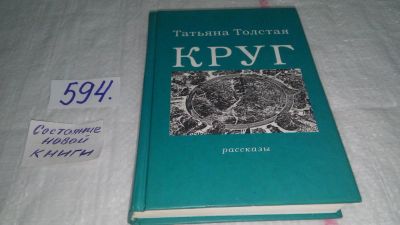 594.
Состояние
новой
книги
Татьяна Толстая
КРУГ
рассказы